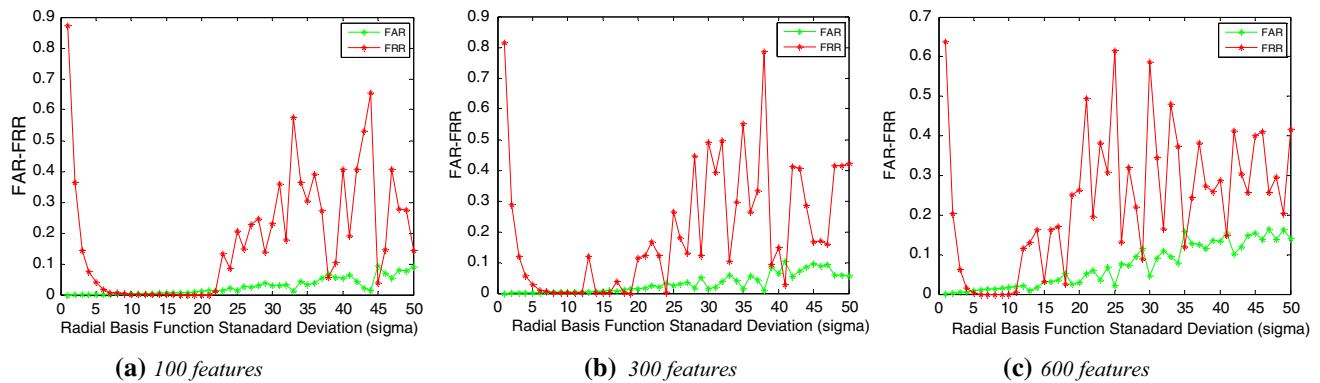 0.9
0.8
0.7
0.6
0.5
0.4
0.3
0.2
0.1
0
FAR-FRR
FAR
FRR
0 5 10 15 20 25 30 35 40 45 50
Radial Basis Function Stanadard Deviation (sigma)
(a) 100 features
0.9
0.8
0.7
0.6
0.5
0.4
0.3
0.2
0.1
0
FAR-FRR
FAR
FRR
0 5 10 15 20 25 30 35 40 45 50
Radial Basis Function Stanadard Deviation (sigma)
(b) 300 features
0.7
0.6
0.5
0.4
0.3
0.2
0.1
0
FAR-FRR
FAR
FRR
0 5 10 15 20 25 30 35 40 45 50
Radial Basis Function Stanadard Deviation (sigma)
(c) 600 features